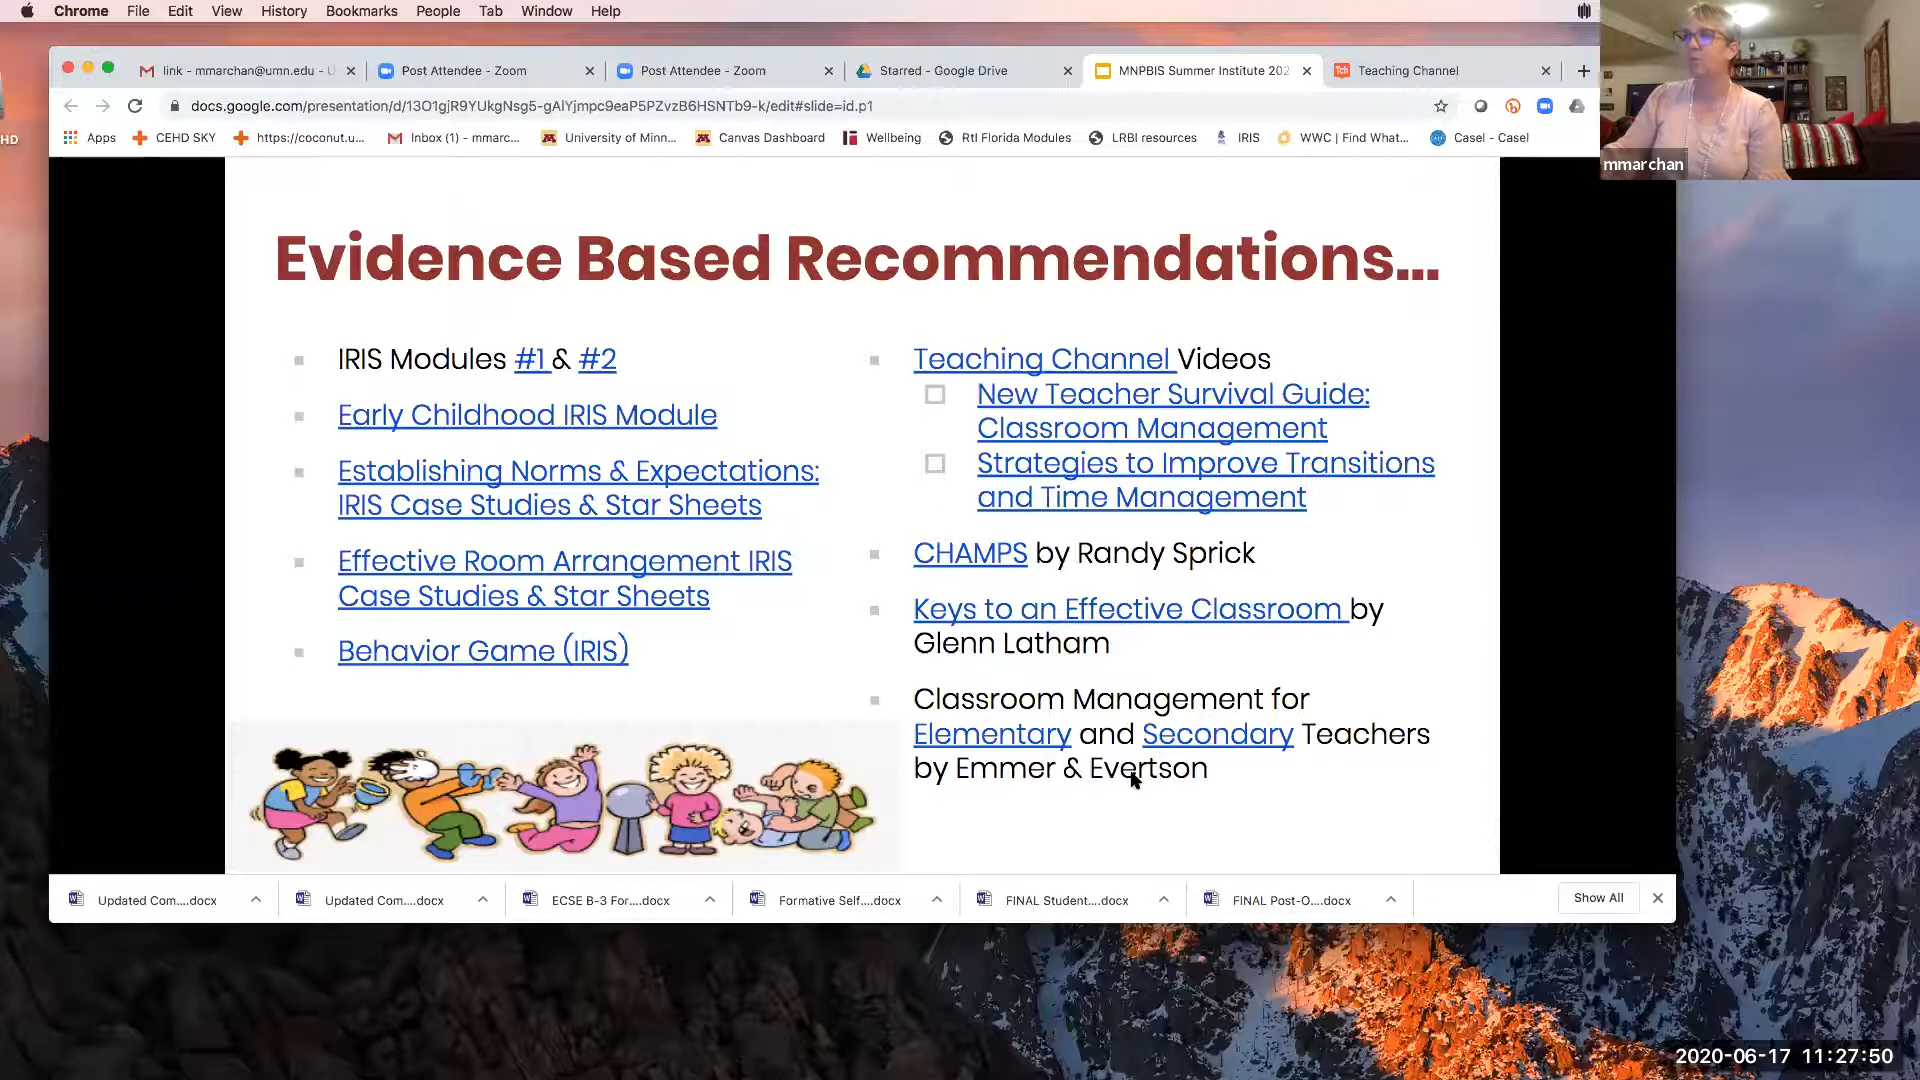 Chrome File Edit View History Bookmarks People Tab Window Help
link - mmarchan@umn.edu - U
Post Attendee - Zoom
Post Attendee - Zoom
Starred - Google Drive
MNPBIS Summer Institute 202
Tch Teaching Channel
docs.google.com/presentation/d/13O1gjR9YUkgNsg5-gAlYjmpc9eaP5PZvzB6HSNTb9-k/edit#slide=id.p1
Apps
CEHD SKY
https://coconut.u...
Inbox (1) - mmarc...
University of Minn...
Canvas Dashboard
Wellbeing
RtI Florida Modules
LRBI resources
IRIS
WWC | Find What...
Casel - Casel
HD
mmarchan
Evidence Based Recommendations...
IRIS Modules #1 & #2
Early Childhood IRIS Module
Establishing Norms & Expectations:
IRIS Case Studies & Star Sheets
Effective Room Arrangement IRIS
Case Studies & Star Sheets
Behavior Game (IRIS)
Teaching Channel Videos
New Teacher Survival Guide:
Classroom Management
Strategies to Improve Transitions
and Time Management
CHAMPS by Randy Sprick
Keys to an Effective Classroom by
Glenn Latham
Classroom Management for
Elementary and Secondary Teachers
by Emmer & Evertson
Updated Com....docx
Updated Com....docx
ECSE B-3 For....docx
Formative Self....docx
FINAL Student....docx
FINAL Post-O....docx
Show All
2020-06-17 11:27:50